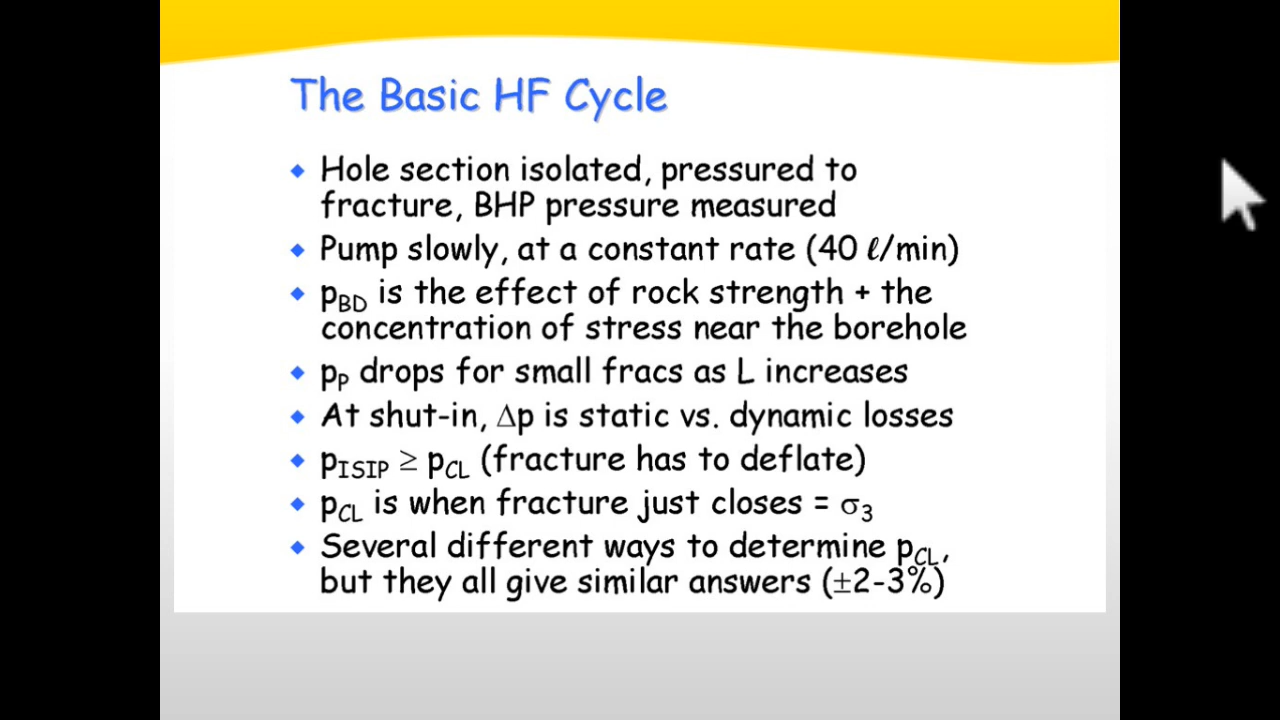 The Basic HF Cycle
Hole section isolated, pressured to
fracture, BHP pressure measured
Pump slowly, at a constant rate (40 ℓ/min)
pBD is the effect of rock strength + the
concentration of stress near the borehole
pP drops for small fracs as L increases
At shut-in, Δp is static vs. dynamic losses
pISIP ≥ pCL (fracture has to deflate)
pCL is when fracture just closes = σ3
Several different ways to determine pCL,
but they all give similar answers (±2-3%)